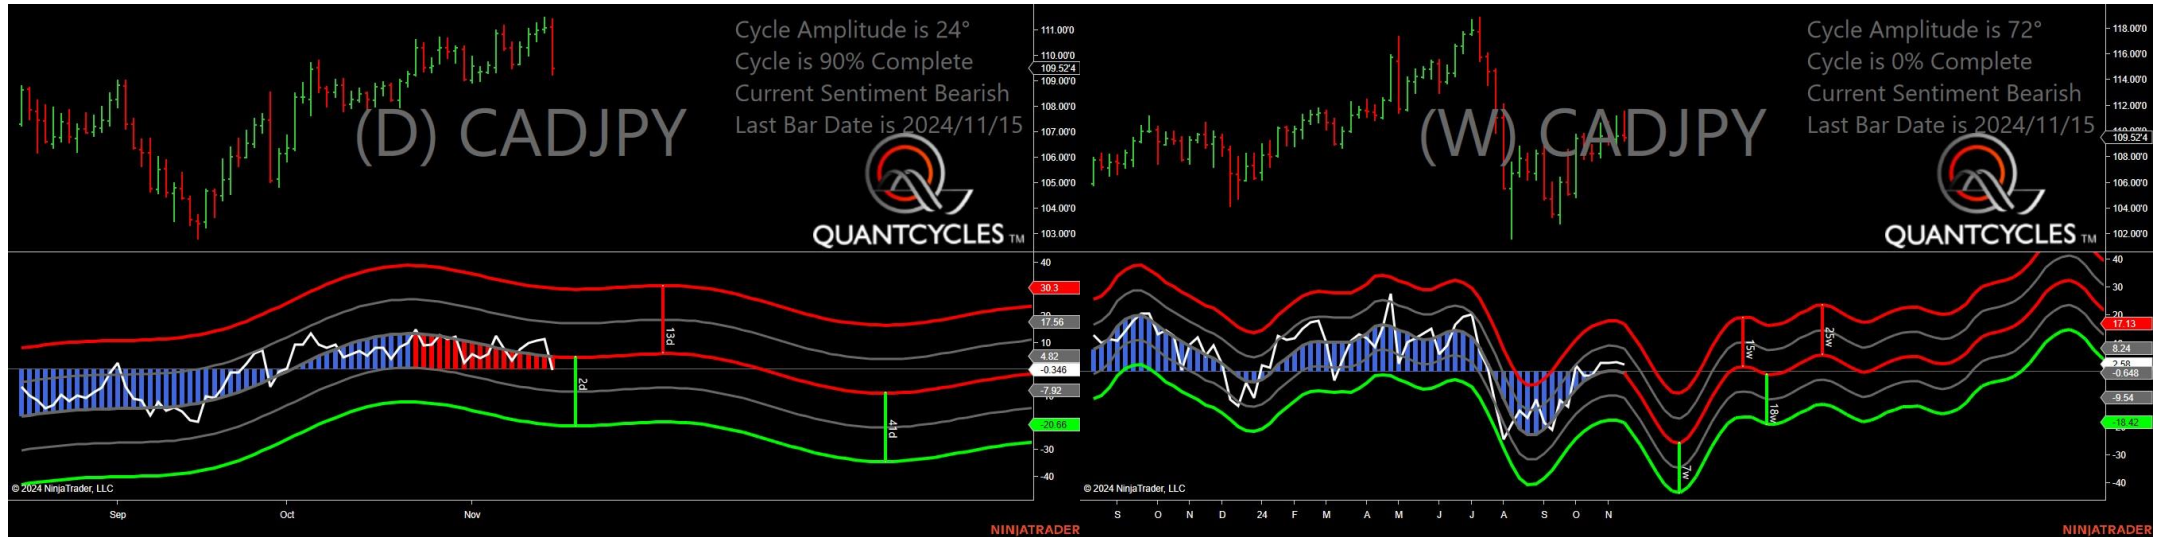 Cycle Amplitude is 24°
Cycle is 90% Complete
Current Sentiment Bearish
Last Bar Date is 2024/11/15
(D) CADJPY
QUANTCYCLES TM
111.00'0
110.00'0
109.52'4
109.00'0
108.00'0
107.00'0
106.00'0
105.00'0
104.00'0
103.00'0
40
30.3
17.56
10
4.82
-0.346
-7.92
-20.66
-30
-40
13d
2d
41d
© 2024 NinjaTrader, LLC
Sep
Oct
Nov
NINJATRADER
Cycle Amplitude is 72°
Cycle is 0% Complete
Current Sentiment Bearish
Last Bar Date is 2024/11/15
(W) CADJPY
QUANTCYCLES TM
118.00'0
116.00'0
114.00'0
112.00'0
109.52'4
108.00'0
106.00'0
104.00'0
102.00'0
40
30
17.13
8.24
2.58
-0.648
-9.54
-18.42
-30
-40
15w
25w
18w
7w
© 2024 NinjaTrader, LLC
S O N D 24 F M A M J J A S O N
NINJATRADER